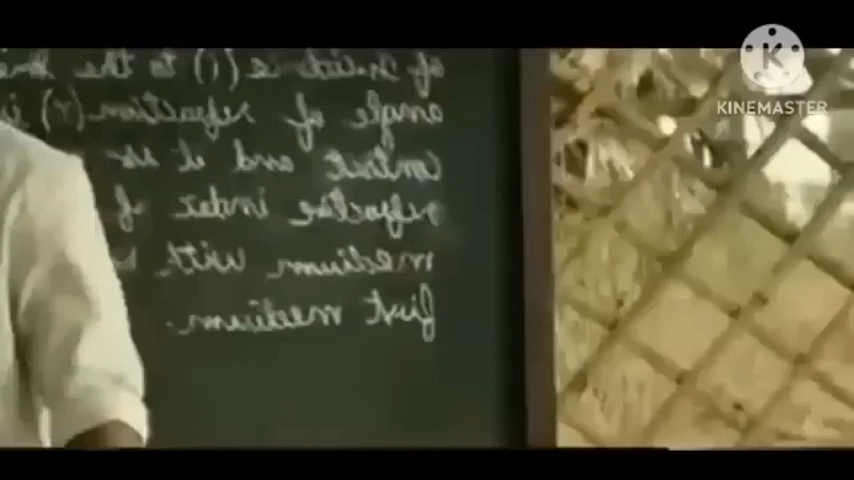 of incidence (i) to the
angle of refraction (r) is
constant and it is
refractive index of
medium with
first medium.
KINEMASTER